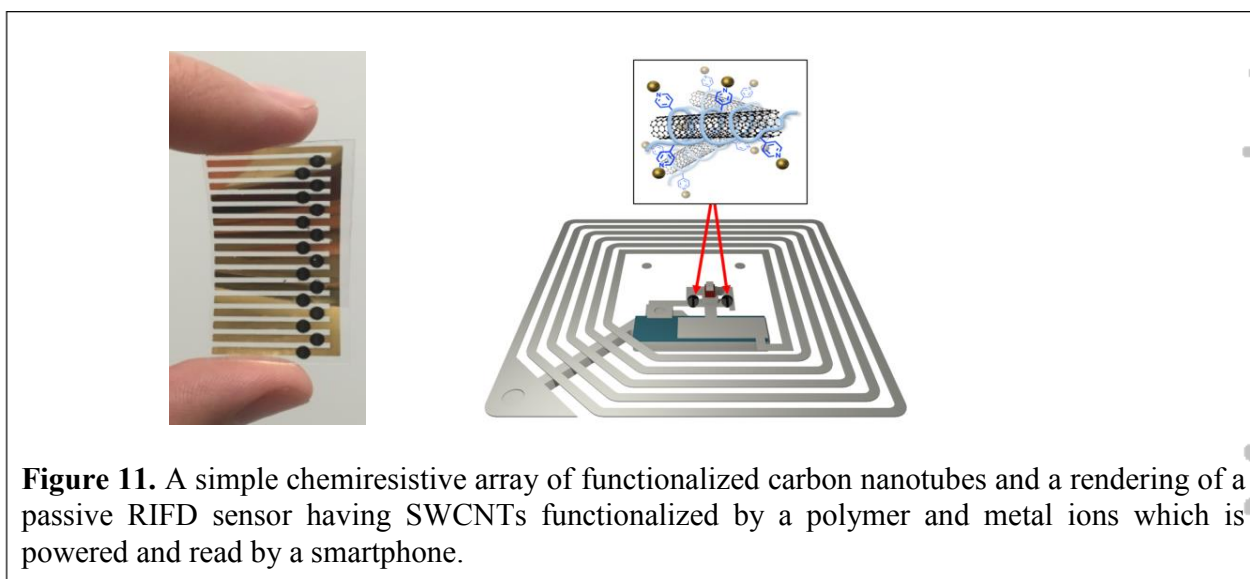 Figure 11. A simple chemiresistive array of functionalized carbon nanotubes and a rendering of a
passive RIFD sensor having SWCNTs functionalized by a polymer and metal ions which is
powered and read by a smartphone.